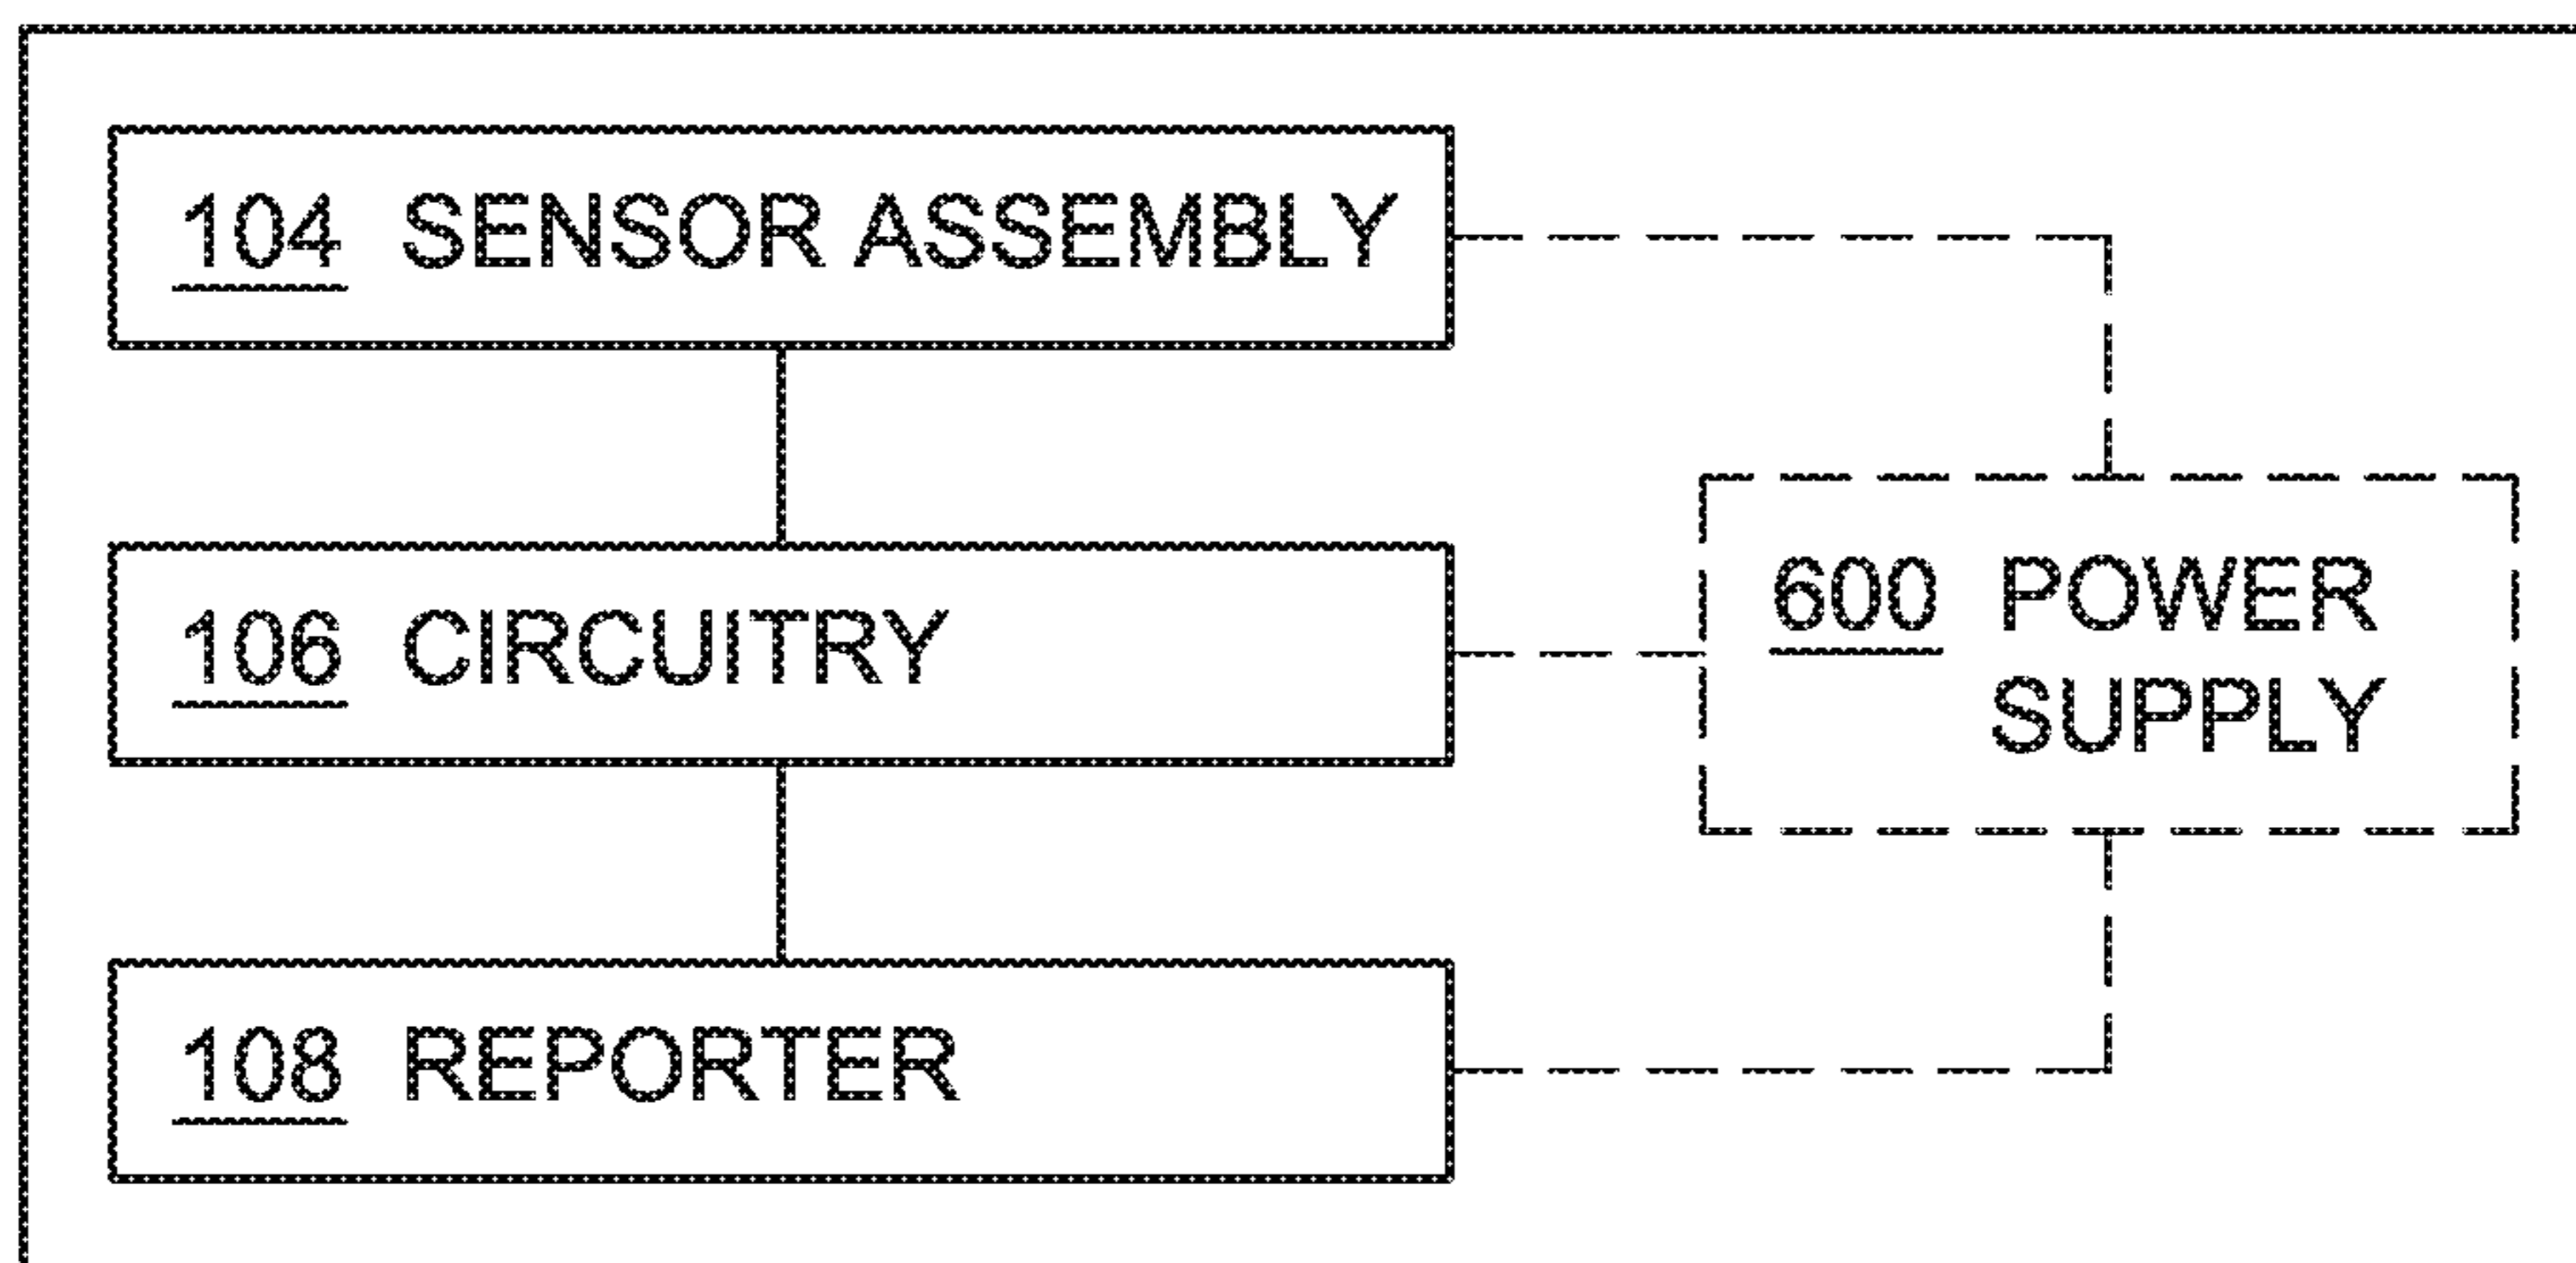 104 SENSOR ASSEMBLY
106 CIRCUITRY
600 POWER
SUPPLY
108 REPORTER